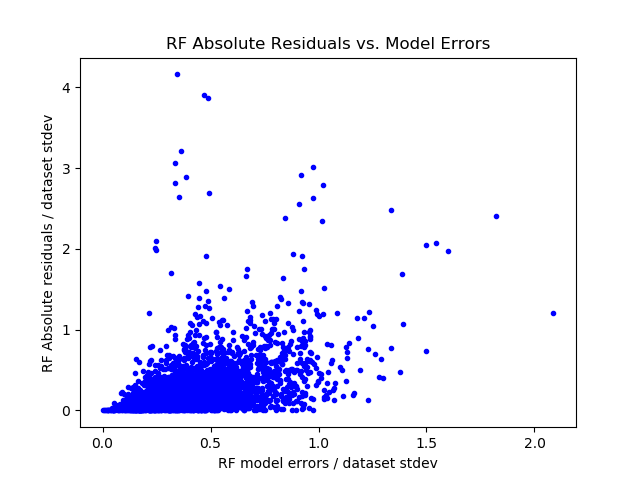 RF Absolute Residuals vs. Model Errors
4
3
2
1
0
RF Absolute residuals / dataset stdev
0.0 0.5 1.0 1.5 2.0
RF model errors / dataset stdev